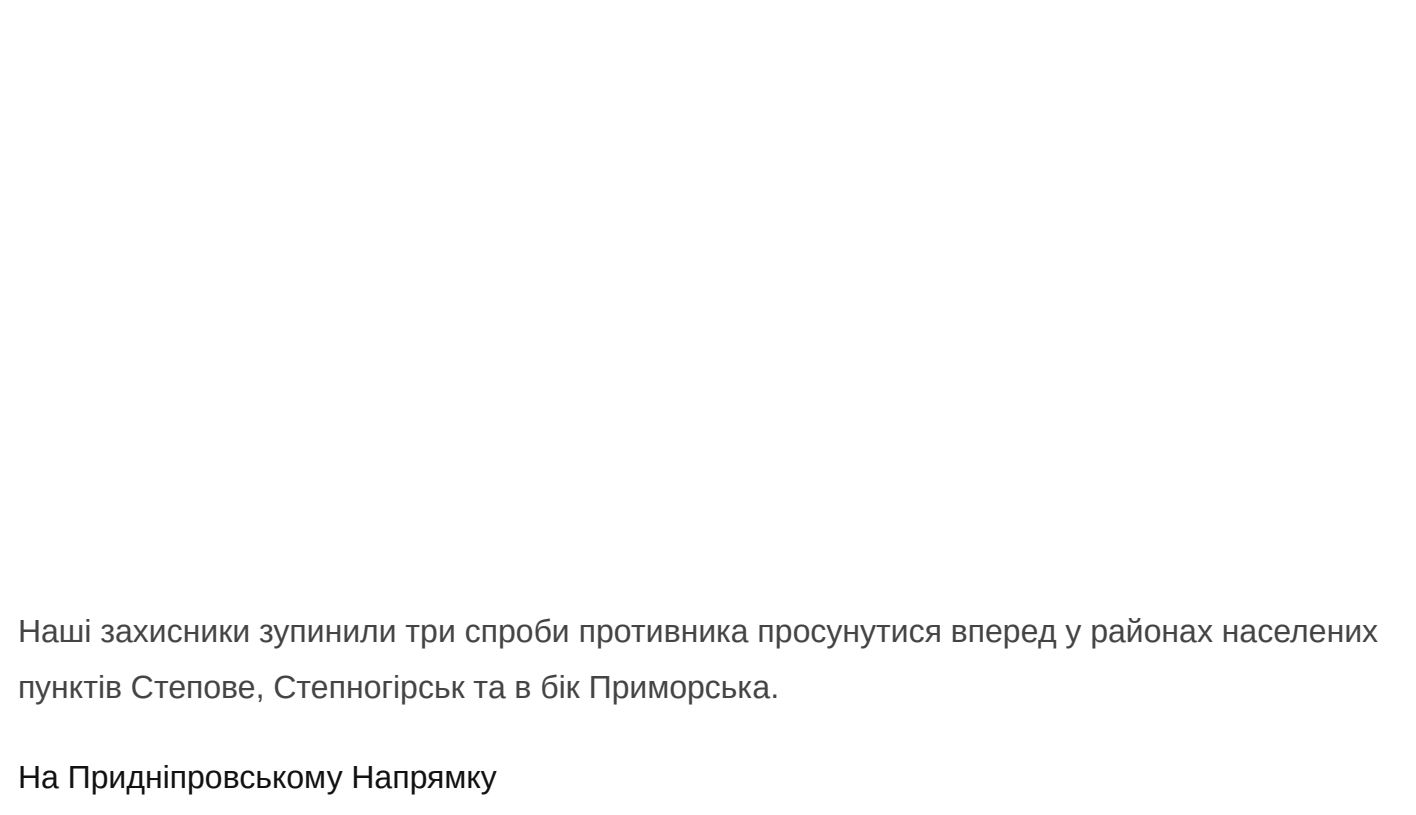 Наші захисники зупинили три спроби противника просунутися вперед у районах населених
пунктів Степове, Степногірськ та в бік Приморська.
На Придніпровському Напрямку